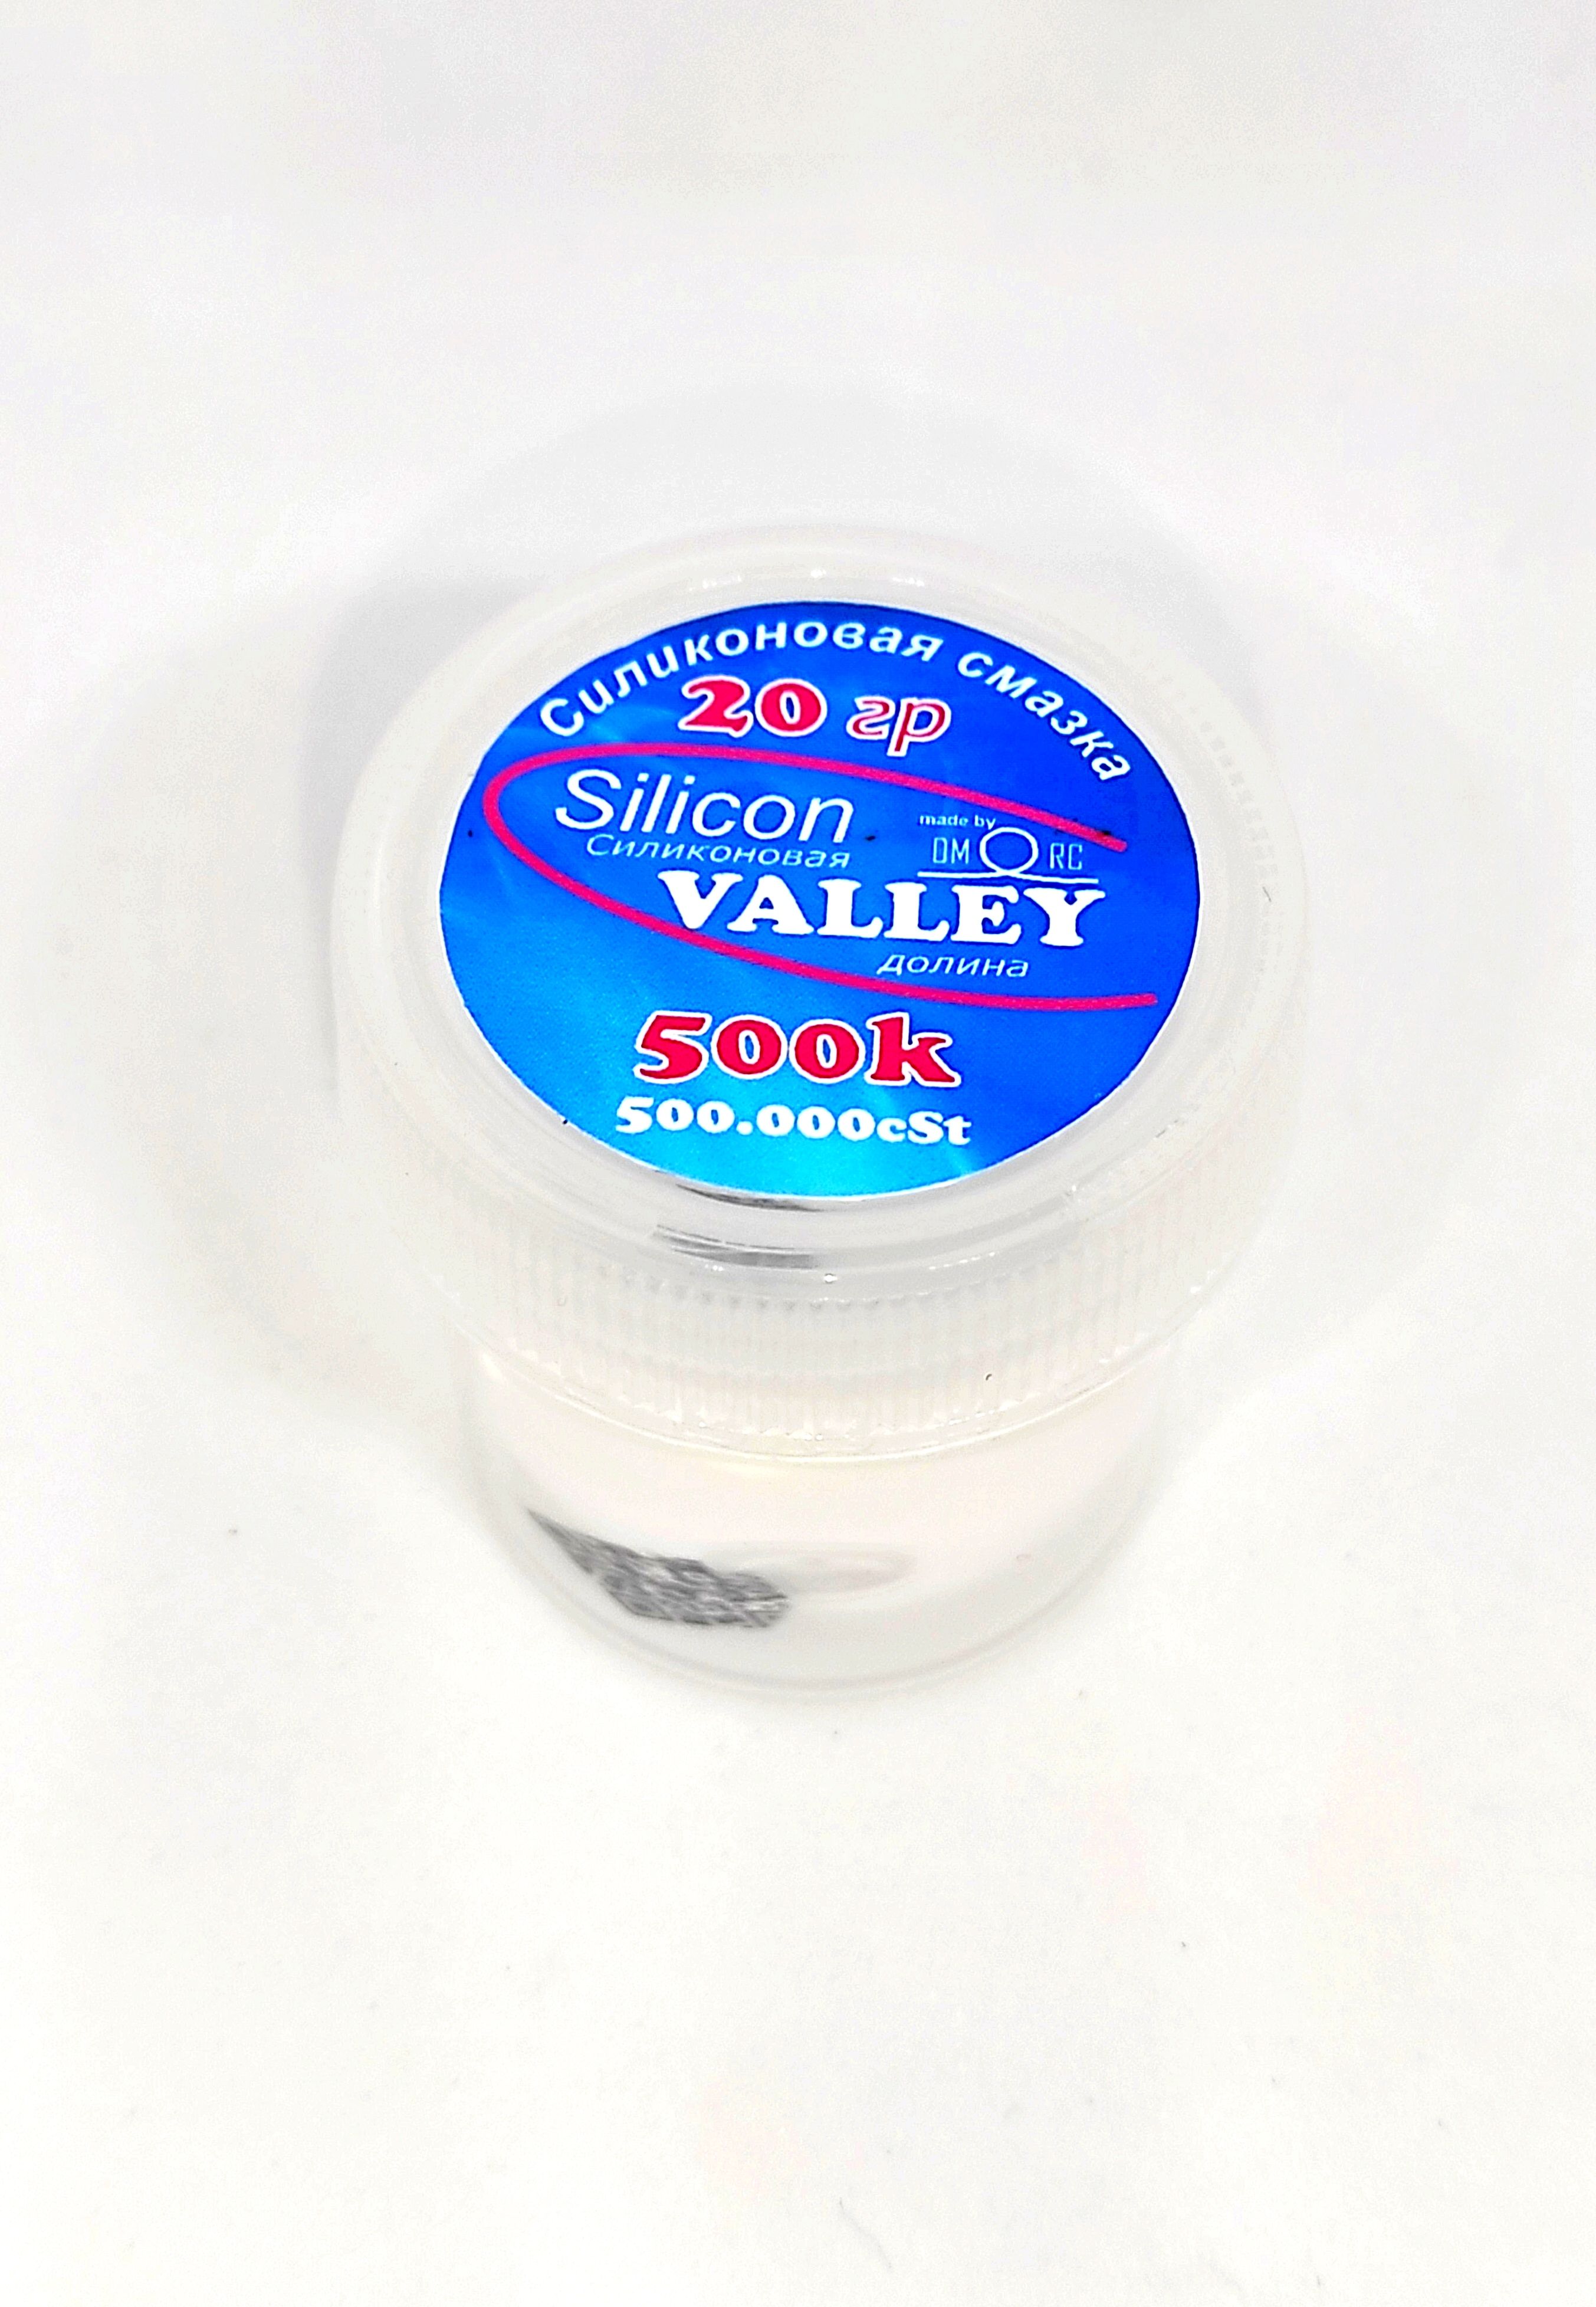 Силиконовая смазка
20 гр
Silicon
Силиконовая
made by
DM RC
VALLEY
долина
500k
500.000cSt